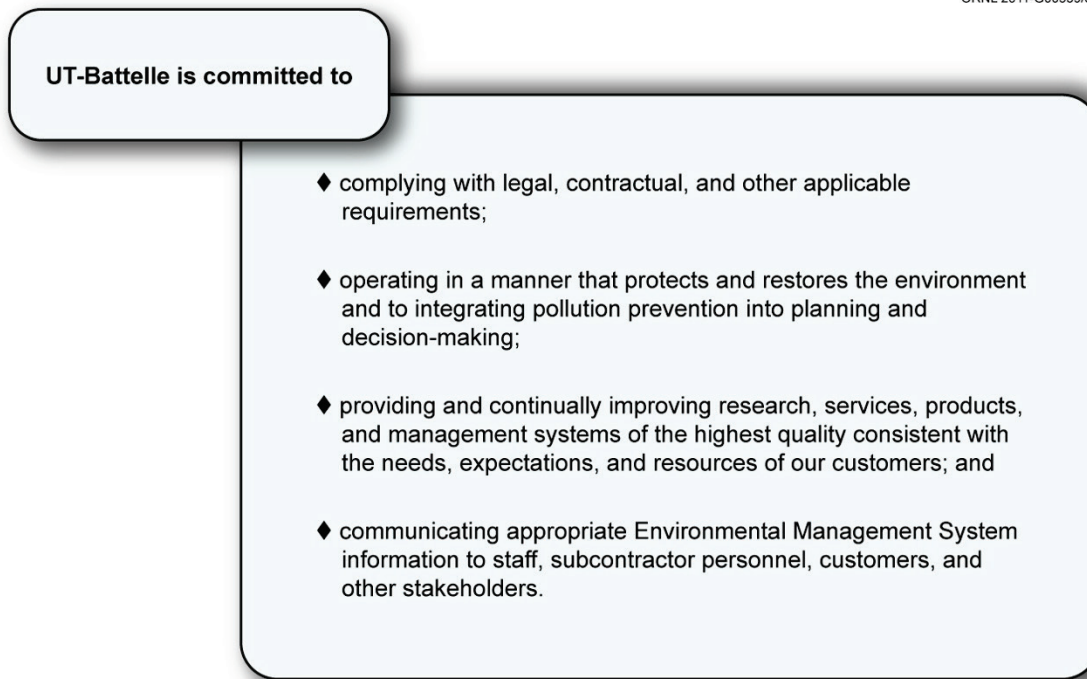 UT-Battelle is committed to
♦ complying with legal, contractual, and other applicable
requirements;
♦ operating in a manner that protects and restores the environment
and to integrating pollution prevention into planning and
decision-making;
♦ providing and continually improving research, services, products,
and management systems of the highest quality consistent with
the needs, expectations, and resources of our customers; and
♦ communicating appropriate Environmental Management System
information to staff, subcontractor personnel, customers, and
other stakeholders.